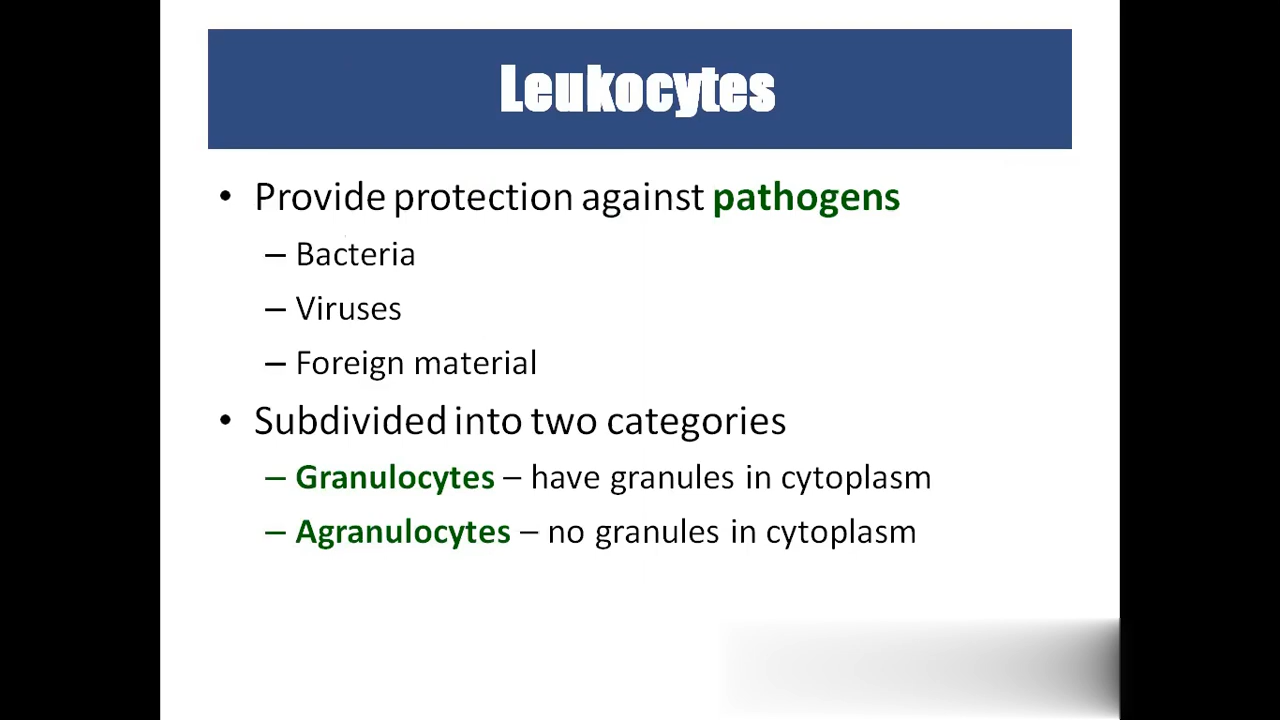 Leukocytes
• Provide protection against pathogens
– Bacteria
– Viruses
– Foreign material
• Subdivided into two categories
– Granulocytes – have granules in cytoplasm
– Agranulocytes – no granules in cytoplasm